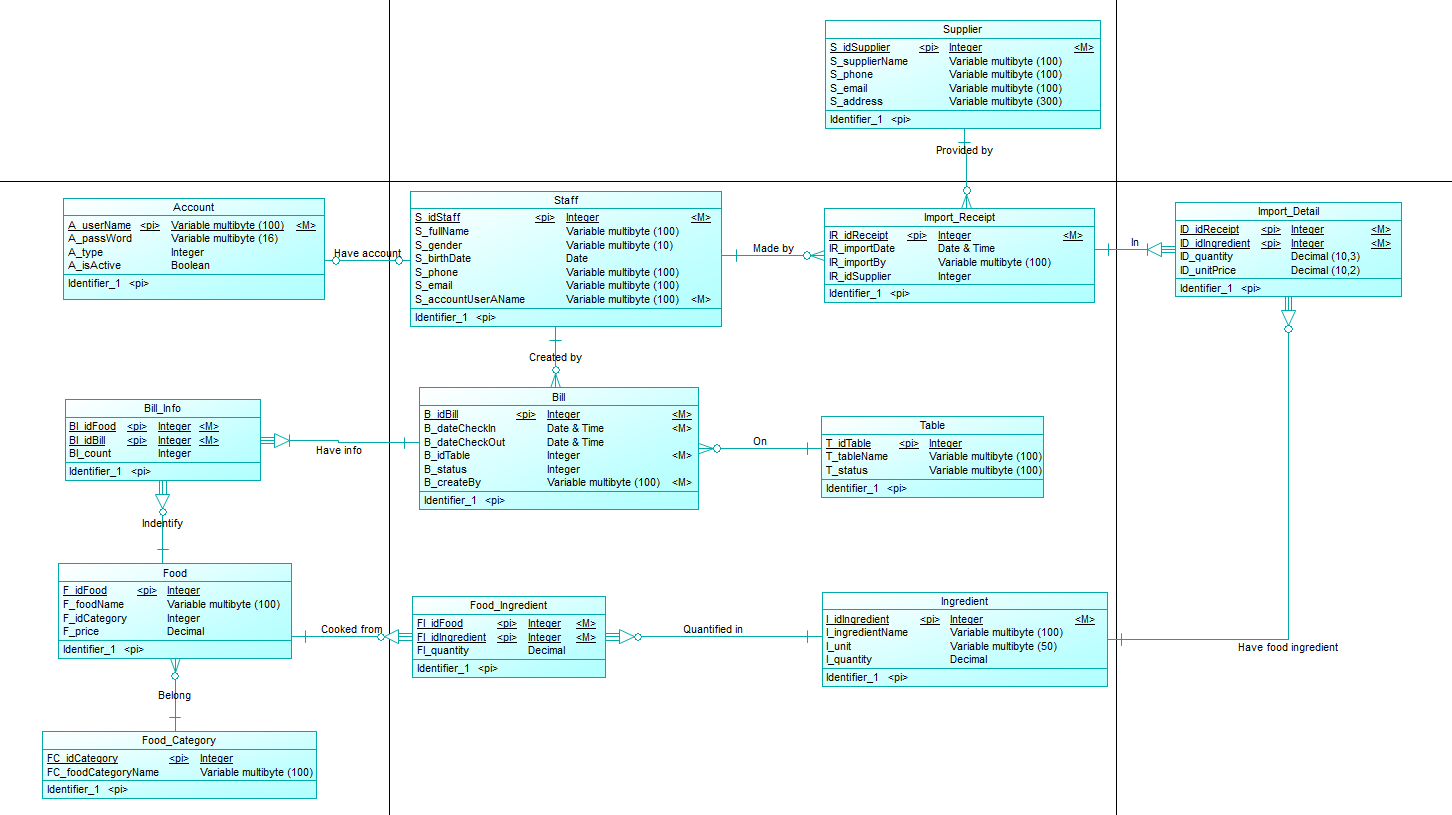 Supplier
S_idSupplier <pi> Integer <M>
S_supplierName Variable multibyte (100)
S_phone Variable multibyte (100)
S_email Variable multibyte (100)
S_address Variable multibyte (300)
Identifier_1 <pi>
Provided by
Account
A_userName <pi> Variable multibyte (100) <M>
A_passWord Variable multibyte (16)
A_type Integer
A_isActive Boolean
Identifier_1 <pi>
Have account
Staff
S_idStaff <pi> Integer <M>
S_fullName Variable multibyte (100)
S_gender Variable multibyte (10)
S_birthDate Date
S_phone Variable multibyte (100)
S_email Variable multibyte (100)
S_accountUserAName Variable multibyte (100) <M>
Identifier_1 <pi>
Made by
Import_Receipt
IR_idReceipt <pi> Integer <M>
IR_importDate Date & Time
IR_importBy Variable multibyte (100)
IR_idSupplier Integer
Identifier_1 <pi>
In
Import_Detail
ID_idReceipt <pi> Integer <M>
ID_idIngredient <pi> Integer <M>
ID_quantity Decimal (10,3)
ID_unitPrice Decimal (10,2)
Identifier_1 <pi>
Created by
Bill_Info
BI_idFood <pi> Integer <M>
BI_idBill <pi> Integer <M>
BI_count Integer
Identifier_1 <pi>
Have info
Bill
B_idBill <pi> Integer <M>
B_dateCheckIn Date & Time <M>
B_dateCheckOut Date & Time
B_idTable Integer <M>
B_status Integer
B_createBy Variable multibyte (100) <M>
Identifier_1 <pi>
On
Table
T_idTable <pi> Integer
T_tableName Variable multibyte (100)
T_status Variable multibyte (100)
Identifier_1 <pi>
Indentify
Food
F_idFood <pi> Integer
F_foodName Variable multibyte (100)
F_idCategory Integer
F_price Decimal
Identifier_1 <pi>
Cooked from
Food_Ingredient
FI_idFood <pi> Integer <M>
FI_idIngredient <pi> Integer <M>
FI_quantity Decimal
Identifier_1 <pi>
Quantified in
Ingredient
I_idIngredient <pi> Integer <M>
I_ingredientName Variable multibyte (100)
I_unit Variable multibyte (50)
I_quantity Decimal
Identifier_1 <pi>
Have food ingredient
Belong
Food_Category
FC_idCategory <pi> Integer
FC_foodCategoryName Variable multibyte (100)
Identifier_1 <pi>